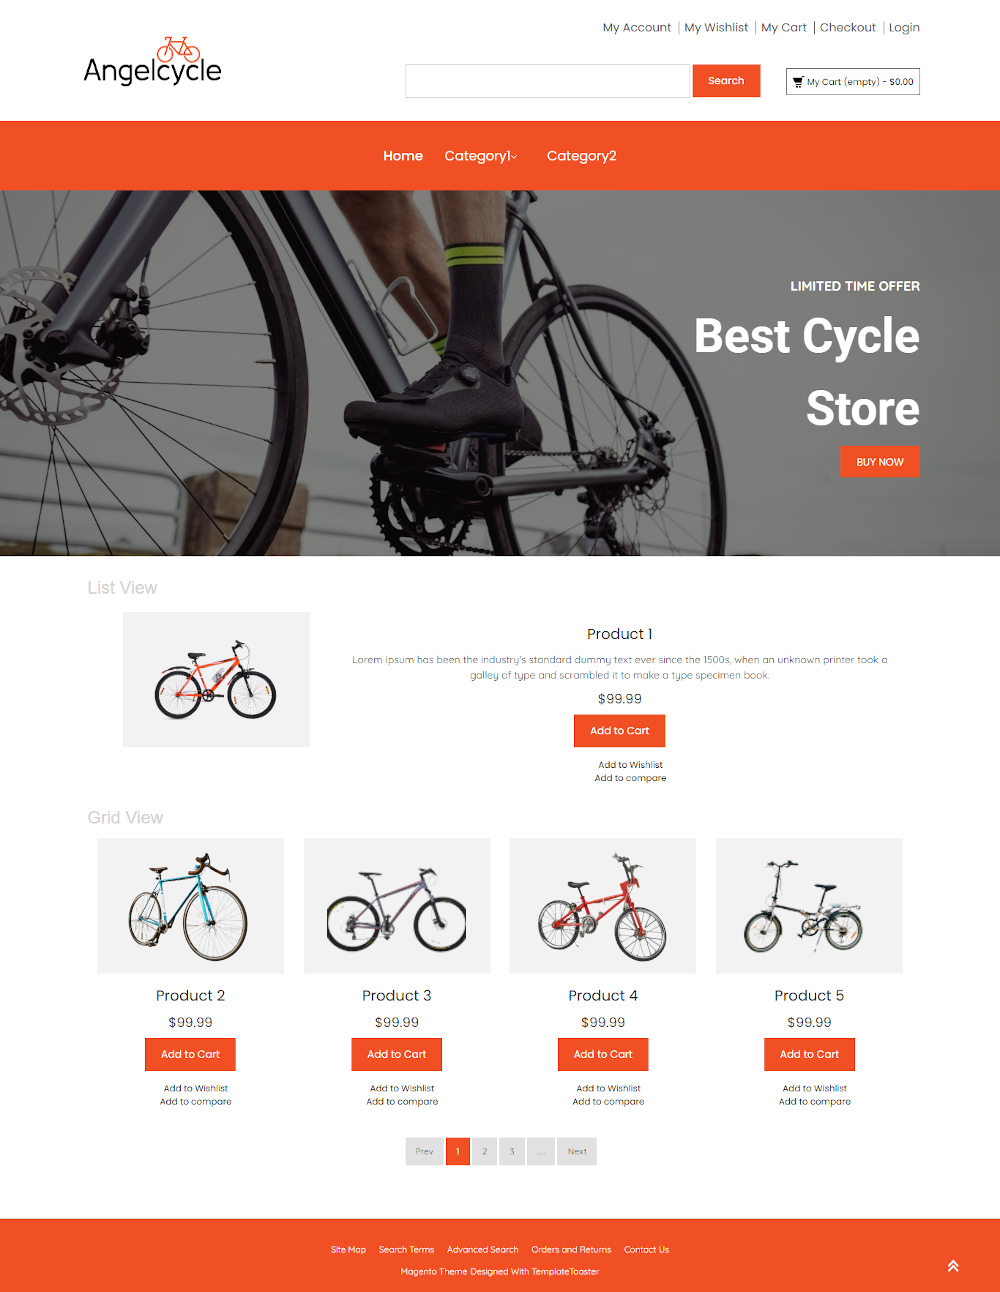 My Account | My Wishlist | My Cart | Checkout | Login
Angelcycle
Search
My Cart (empty) - $0.00
Home Category1 Category2
LIMITED TIME OFFER
Best Cycle
Store
BUY NOW
List View
Product 1
Lorem Ipsum has been the industry's standard dummy text ever since the 1500s, when an unknown printer took a
galley of type and scrambled it to make a type specimen book.
$99.99
Add to Cart
Add to Wishlist
Add to compare
Grid View
Product 2 Product 3 Product 4 Product 5
$99.99 $99.99 $99.99 $99.99
Add to Cart Add to Cart Add to Cart Add to Cart
Add to Wishlist Add to Wishlist Add to Wishlist Add to Wishlist
Add to compare Add to compare Add to compare Add to compare
Prev 1 2 3 ... Next
Site Map Search Terms Advanced Search Orders and Returns Contact Us
Magento Theme Designed With TemplateToaster